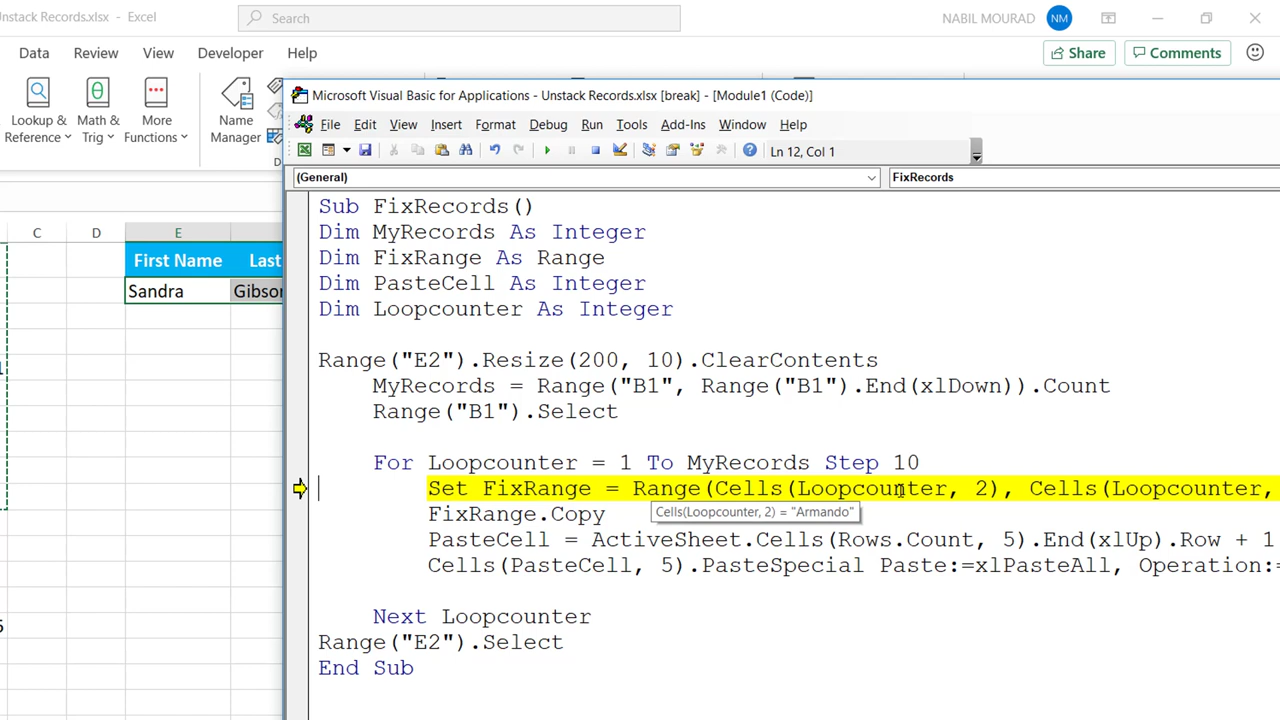 nstack Records.xlsx - Excel
Search
NABIL MOURAD
NM
Data Review View Developer Help
Share
Comments
Lookup & Reference
Math & Trig
More Functions
Name Manager
Microsoft Visual Basic for Applications - Unstack Records.xlsx [break] - [Module1 (Code)]
File Edit View Insert Format Debug Run Tools Add-Ins Window Help
Ln 12, Col 1
(General)
FixRecords
C D E
First Name Last
Sandra Gibson
Sub FixRecords()
Dim MyRecords As Integer
Dim FixRange As Range
Dim PasteCell As Integer
Dim Loopcounter As Integer
Range("E2").Resize(200, 10).ClearContents
MyRecords = Range("B1", Range("B1").End(xlDown)).Count
Range("B1").Select
For Loopcounter = 1 To MyRecords Step 10
Set FixRange = Range(Cells(Loopcounter, 2), Cells(Loopcounter,
Cells(Loopcounter, 2) = "Armando"
FixRange.Copy
PasteCell = ActiveSheet.Cells(Rows.Count, 5).End(xlUp).Row + 1
Cells(PasteCell, 5).PasteSpecial Paste:=xlPasteAll, Operation:=
Next Loopcounter
Range("E2").Select
End Sub